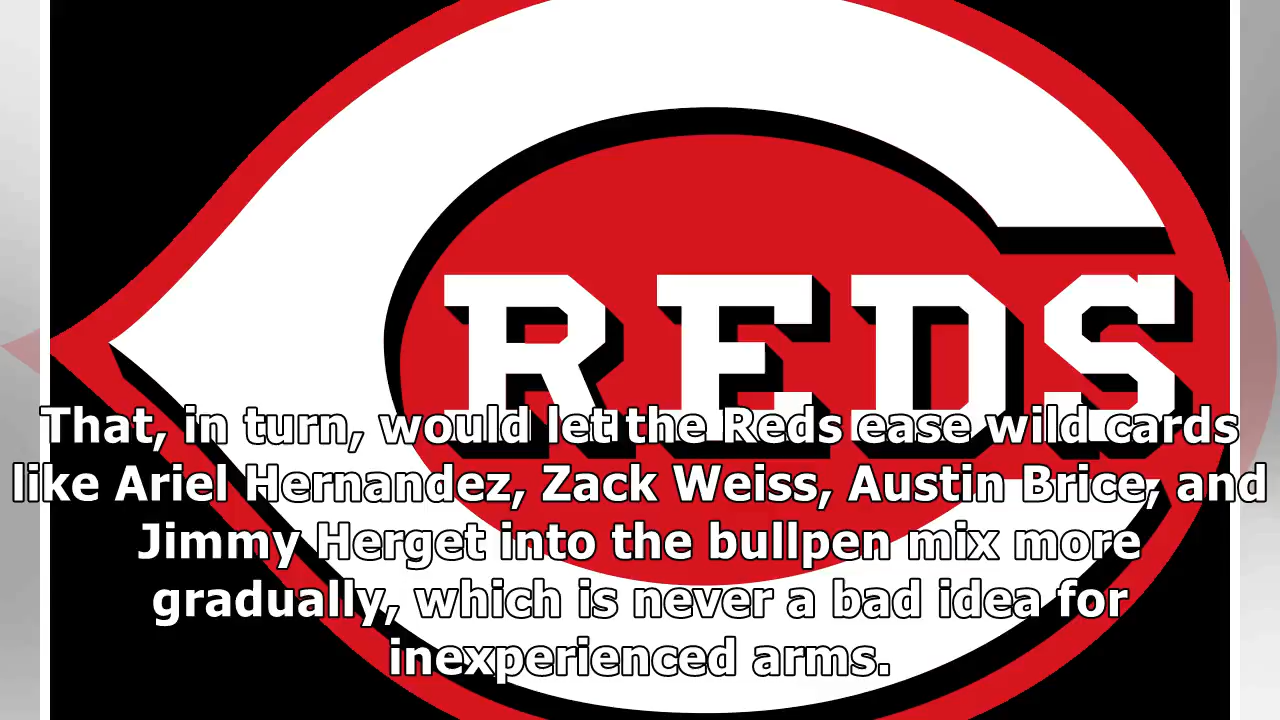 REDS
That, in turn, would let the Reds ease wild cards
like Ariel Hernandez, Zack Weiss, Austin Brice, and
Jimmy Herget into the bullpen mix more
gradually, which is never a bad idea for
inexperienced arms.